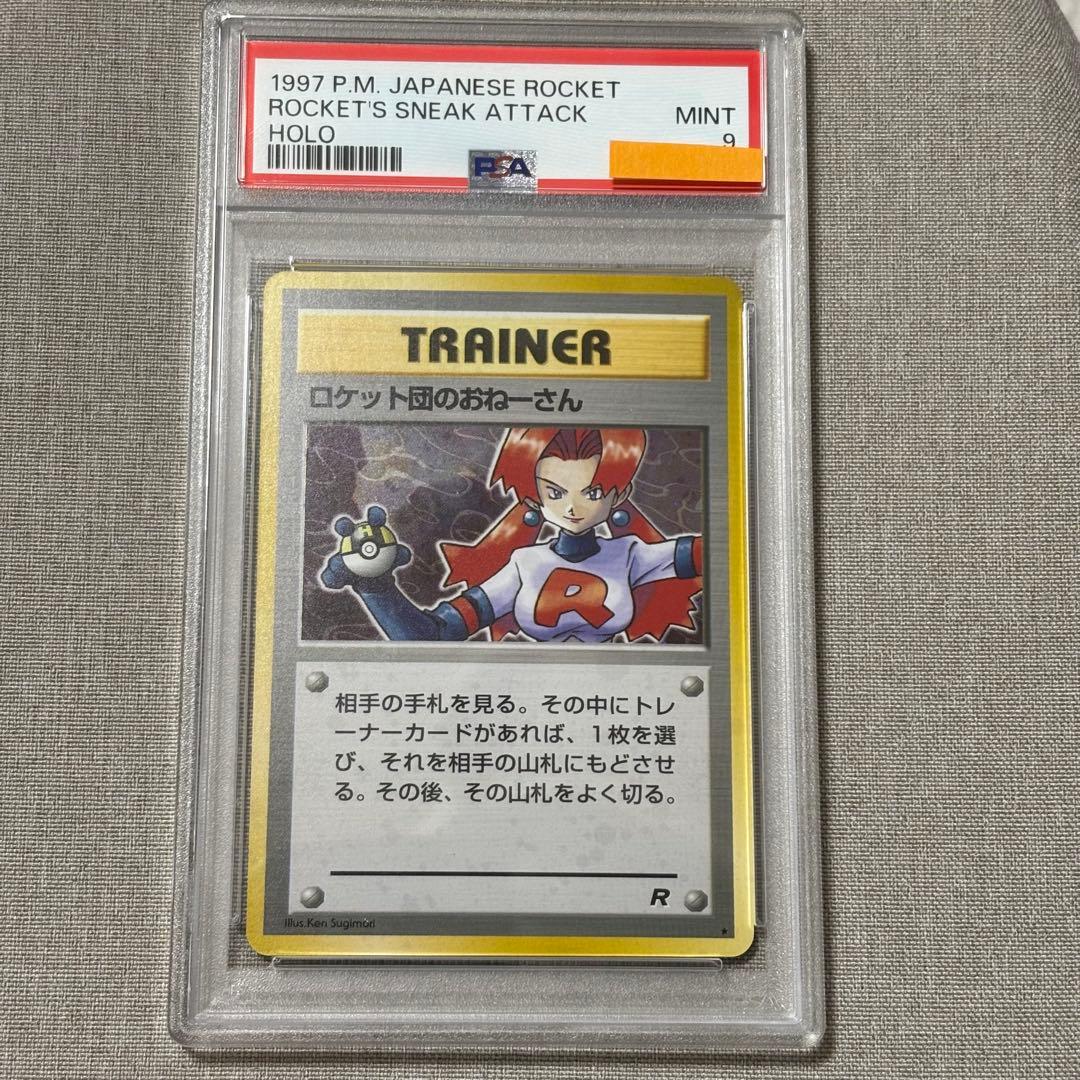 1997 P.M. JAPANESE ROCKET
ROCKET'S SNEAK ATTACK
MINT
HOLO
9
PSA
TRAINER
ロケット団のおねーさん
H
R
相手の手札を見る。その中にトレ
ーナーカードがあれば、1枚を選
び、それを相手の山札にもどさせ
る。その後、その山札をよく切る。
R
Illus.Ken Sugimori
★